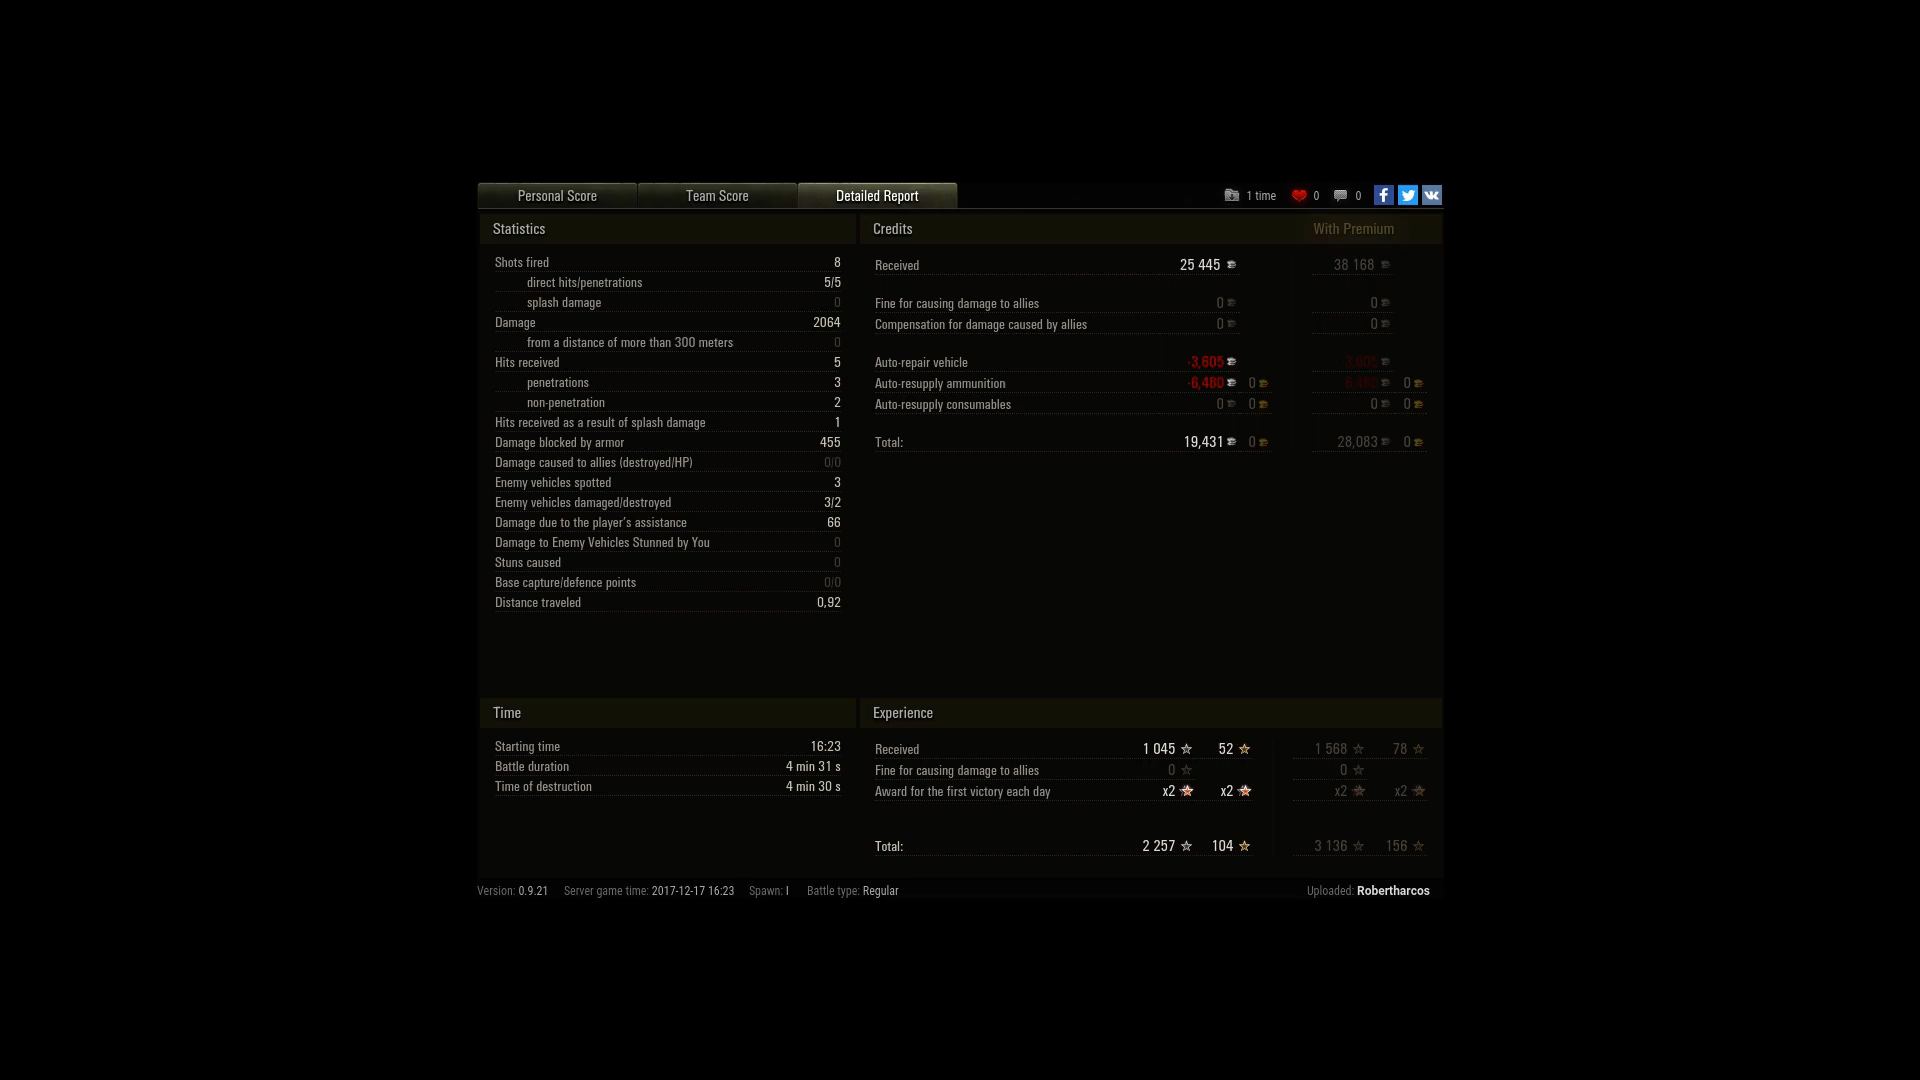 Personal Score Team Score Detailed Report 1 time 0 0
Statistics
Shots fired 8
direct hits/penetrations 5/5
splash damage 0
Damage 2064
from a distance of more than 300 meters 0
Hits received 5
penetrations 3
non-penetration 2
Hits received as a result of splash damage 1
Damage blocked by armor 455
Damage caused to allies (destroyed/HP) 0/0
Enemy vehicles spotted 3
Enemy vehicles damaged/destroyed 3/2
Damage due to the player's assistance 66
Damage to Enemy Vehicles Stunned by You 0
Stuns caused 0
Base capture/defence points 0/0
Distance traveled 0,92
Credits With Premium
Received 25 445 38 168
Fine for causing damage to allies 0 0
Compensation for damage caused by allies 0 0
Auto-repair vehicle -3,605 3,605
Auto-resupply ammunition -6,480 0 6,480 0
Auto-resupply consumables 0 0 0 0
Total: 19,431 0 28,083 0
Time
Starting time 16:23
Battle duration 4 min 31 s
Time of destruction 4 min 30 s
Experience
Received 1 045 52 1 568 78
Fine for causing damage to allies 0 0
Award for the first victory each day x2 x2 x2 x2
Total: 2 257 104 3 136 156
Version: 0.9.21 Server game time: 2017-12-17 16:23 Spawn: I Battle type: Regular Uploaded: Robertharcos